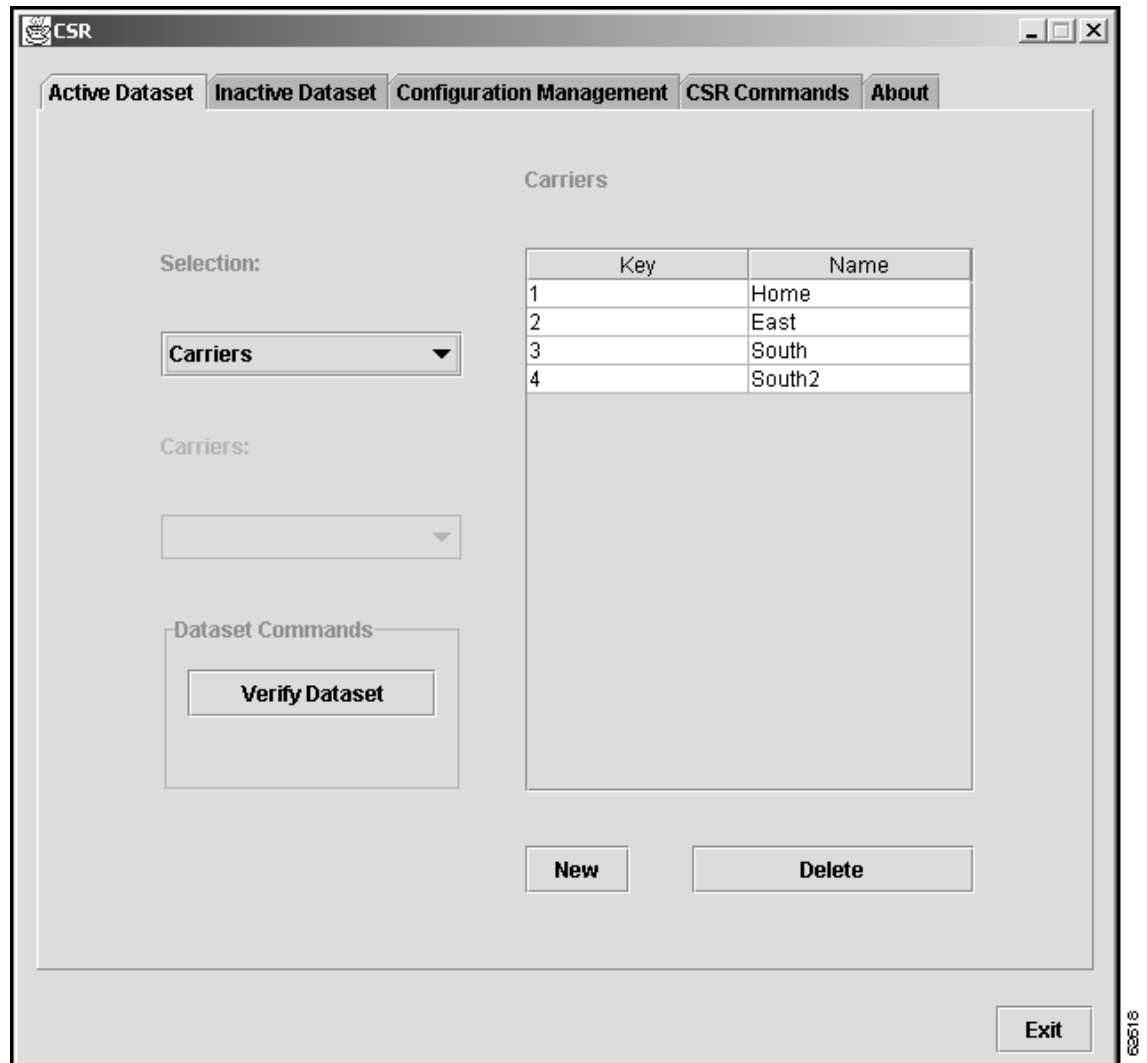 CSR
Active Dataset Inactive Dataset Configuration Management CSR Commands About
Carriers
Selection:
Key Name
1 Home
2 East
3 South
4 South2
Carriers
Carriers:
Dataset Commands
Verify Dataset
New Delete
Exit
69618